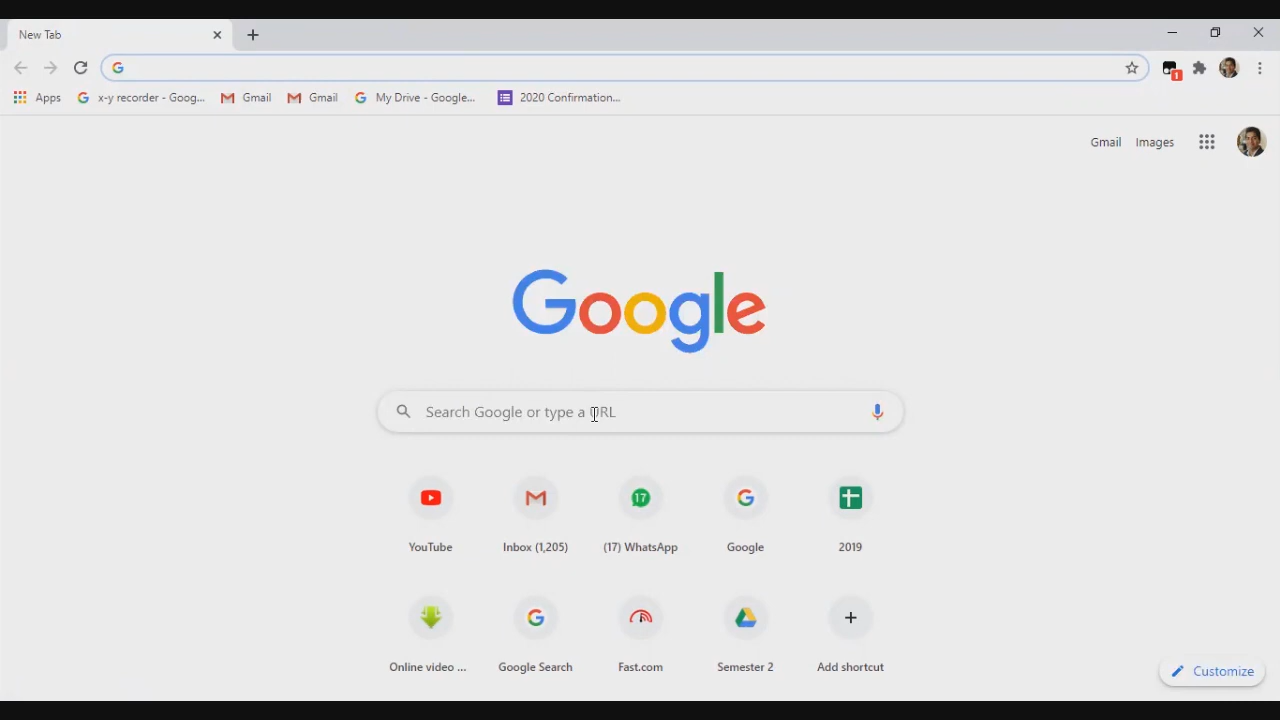 New Tab
Apps
x-y recorder - Goog...
Gmail
Gmail
My Drive - Google...
2020 Confirmation...
1
Gmail
Images
Google
Search Google or type a URL
17
YouTube
Inbox (1,205)
(17) WhatsApp
Google
2019
Online video ...
Google Search
Fast.com
Semester 2
Add shortcut
Customize